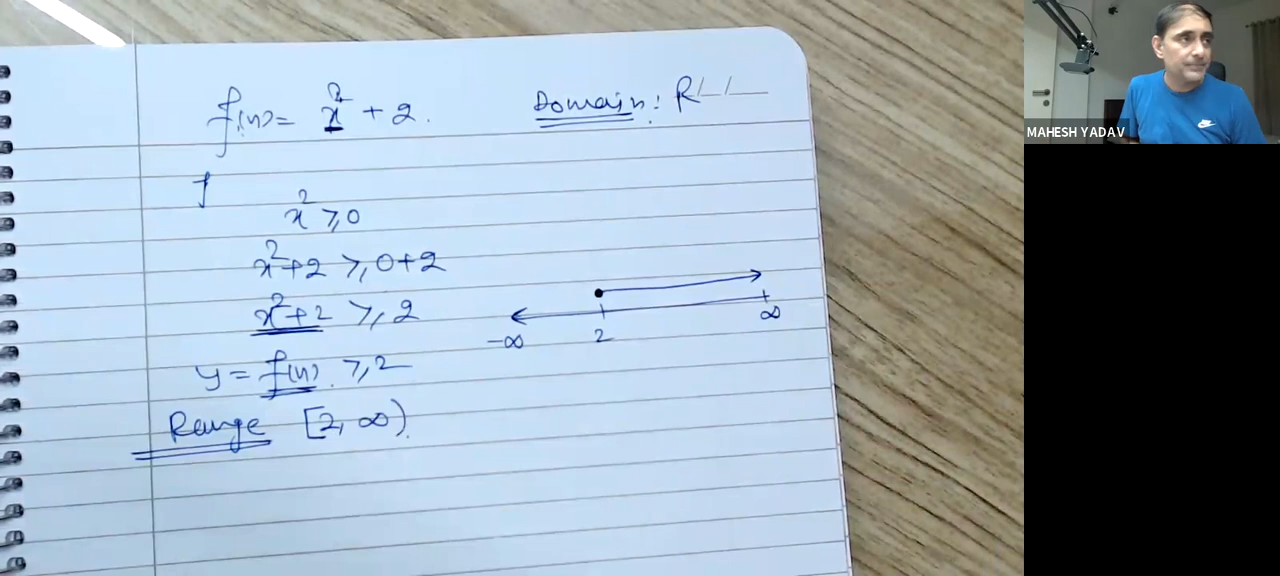 f(x) = x² + 2. Domain: R
f
x² ≥ 0
x² + 2 ≥ 0 + 2
x² + 2 ≥ 2
-∞ 2 ∞
y = f(x) ≥ 2
Range [2, ∞).
MAHESH YADAV